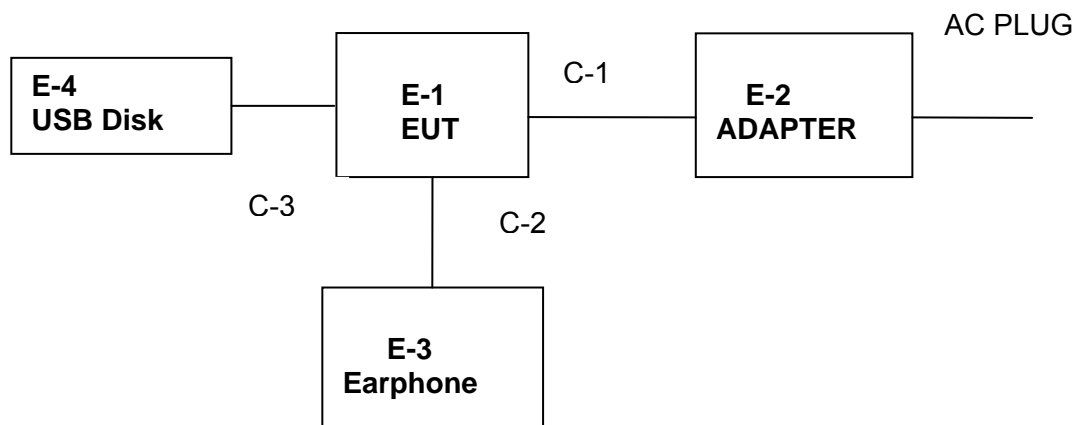 AC PLUG
E-4
USB Disk
E-1
EUT
C-1
E-2
ADAPTER
C-3
C-2
E-3
Earphone